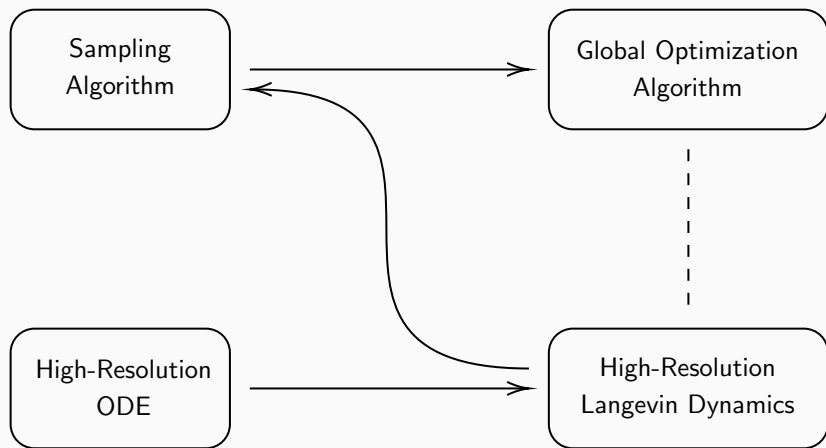 Sampling
Algorithm
Global Optimization
Algorithm
High-Resolution
ODE
High-Resolution
Langevin Dynamics